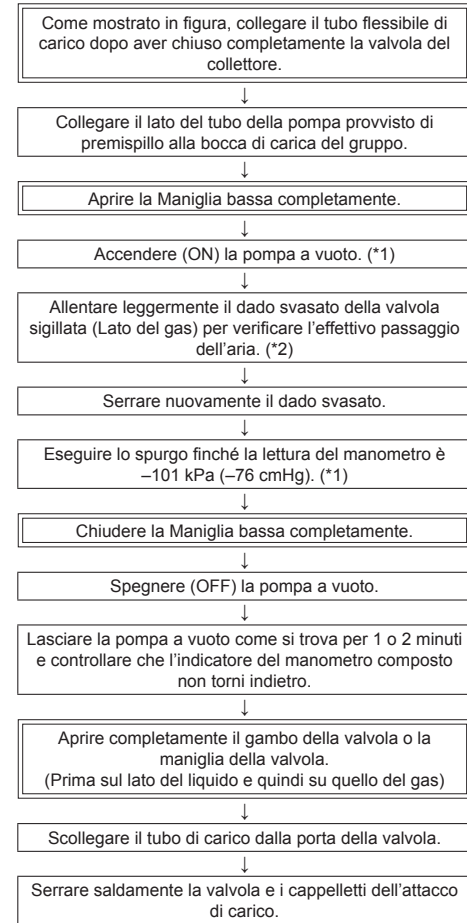 Come mostrato in figura, collegare il tubo flessibile di
carico dopo aver chiuso completamente la valvola del
collettore.
↓
Collegare il lato del tubo della pompa provvisto di
premispillo alla bocca di carica del gruppo.
↓
Aprire la Maniglia bassa completamente.
↓
Accendere (ON) la pompa a vuoto. (*1)
↓
Allentare leggermente il dado svasato della valvola
sigillata (Lato del gas) per verificare l’effettivo passaggio
dell’aria. (*2)
↓
Serrare nuovamente il dado svasato.
↓
Eseguire lo spurgo finché la lettura del manometro è
–101 kPa (–76 cmHg). (*1)
↓
Chiudere la Maniglia bassa completamente.
↓
Spegnere (OFF) la pompa a vuoto.
↓
Lasciare la pompa a vuoto come si trova per 1 o 2 minuti
e controllare che l’indicatore del manometro composto
non torni indietro.
↓
Aprire completamente il gambo della valvola o la
maniglia della valvola.
(Prima sul lato del liquido e quindi su quello del gas)
↓
Scollegare il tubo di carico dalla porta della valvola.
↓
Serrare saldamente la valvola e i cappelletti dell’attacco
di carico.